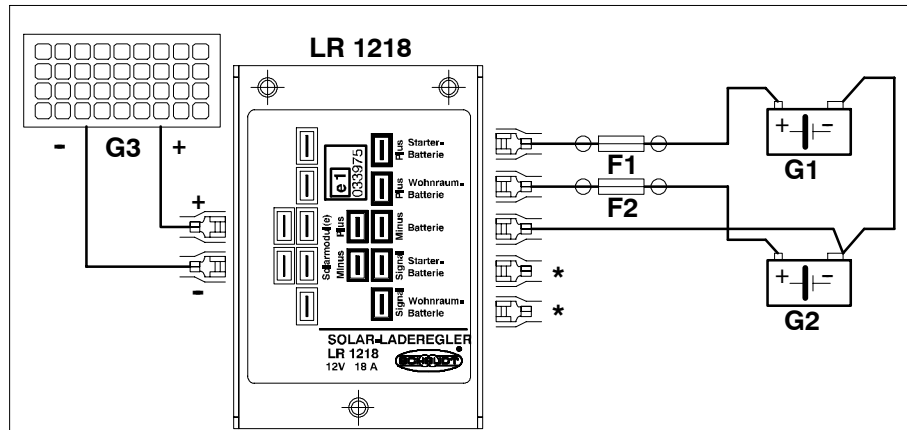 LR 1218
- G3 +
+
-
e1
033975
Plus
Starter-
Batterie
Plus
Wohnraum-
Batterie
Solarmodul(e)
Plus
Minus
Batterie
Minus
Signal
Starter-
Batterie
Signal
Wohnraum-
Batterie
SOLAR-LADEREGLER
LR 1218
12V 18 A
F1
F2
*
*
+ -
G1
+ -
G2